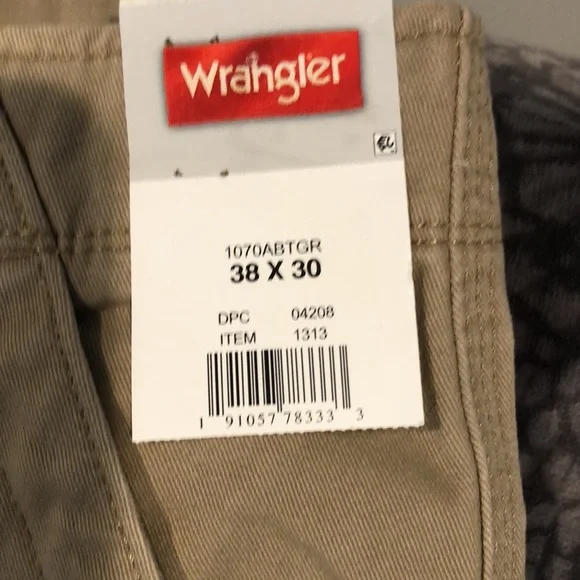 Wrangler
1070ABTGR
38 X 30
DPC 04208
ITEM 1313
1 91057 78333 3